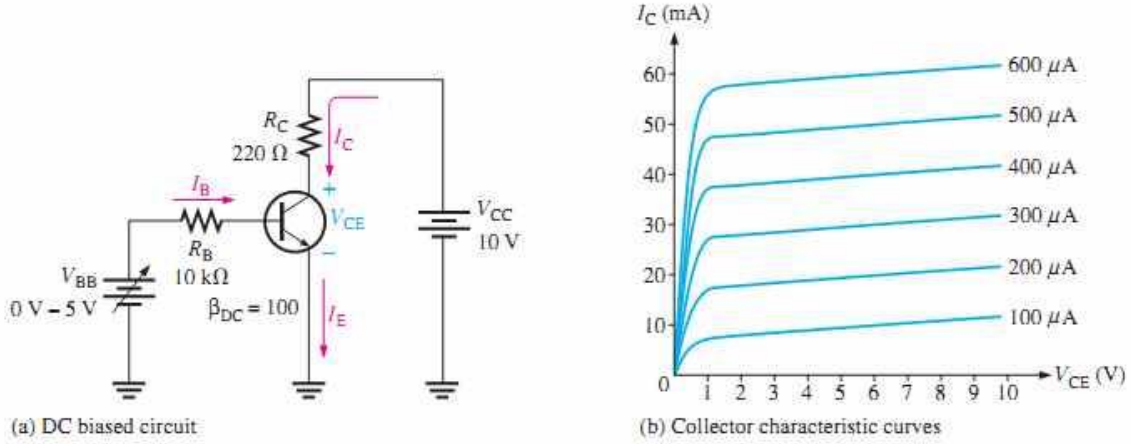 R_C
220 Ω
I_C
I_B
+
V_CE
−
R_B
10 kΩ
V_BB
0 V – 5 V
β_DC = 100
I_E
V_CC
10 V
(a) DC biased circuit
I_C (mA)
60
50
40
30
20
10
0
600 μA
500 μA
400 μA
300 μA
200 μA
100 μA
1 2 3 4 5 6 7 8 9 10
V_CE (V)
(b) Collector characteristic curves